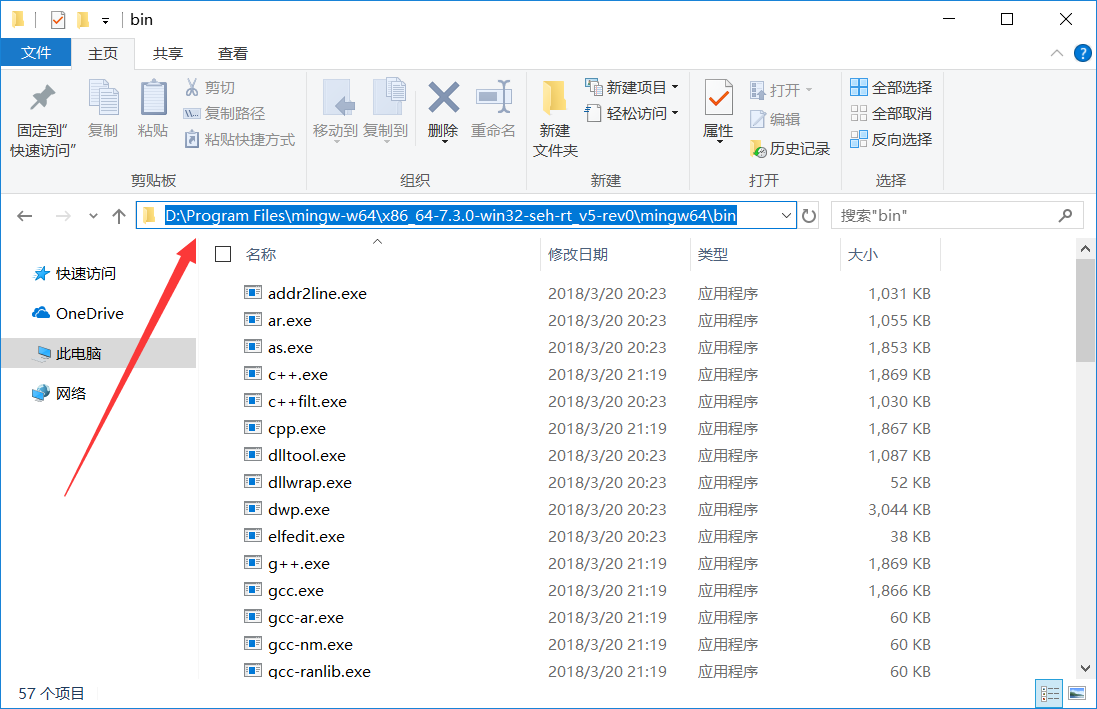 bin
文件 主页 共享 查看
固定到"快速访问"
复制
粘贴
剪切
复制路径
粘贴快捷方式
剪贴板
移动到 复制到 删除 重命名
组织
新建文件夹
新建项目
轻松访问
新建
属性
打开
编辑
历史记录
打开
全部选择
全部取消
反向选择
选择
D:\Program Files\mingw-w64\x86_64-7.3.0-win32-seh-rt_v5-rev0\mingw64\bin
搜索"bin"
快速访问
OneDrive
此电脑
网络
名称 修改日期 类型 大小
addr2line.exe 2018/3/20 20:23 应用程序 1,031 KB
ar.exe 2018/3/20 20:23 应用程序 1,055 KB
as.exe 2018/3/20 20:23 应用程序 1,853 KB
c++.exe 2018/3/20 21:19 应用程序 1,869 KB
c++filt.exe 2018/3/20 20:23 应用程序 1,030 KB
cpp.exe 2018/3/20 21:19 应用程序 1,867 KB
dlltool.exe 2018/3/20 20:23 应用程序 1,087 KB
dllwrap.exe 2018/3/20 20:23 应用程序 52 KB
dwp.exe 2018/3/20 20:23 应用程序 3,044 KB
elfedit.exe 2018/3/20 20:23 应用程序 38 KB
g++.exe 2018/3/20 21:19 应用程序 1,869 KB
gcc.exe 2018/3/20 21:19 应用程序 1,866 KB
gcc-ar.exe 2018/3/20 21:19 应用程序 60 KB
gcc-nm.exe 2018/3/20 21:19 应用程序 60 KB
gcc-ranlib.exe 2018/3/20 21:19 应用程序 60 KB
57 个项目